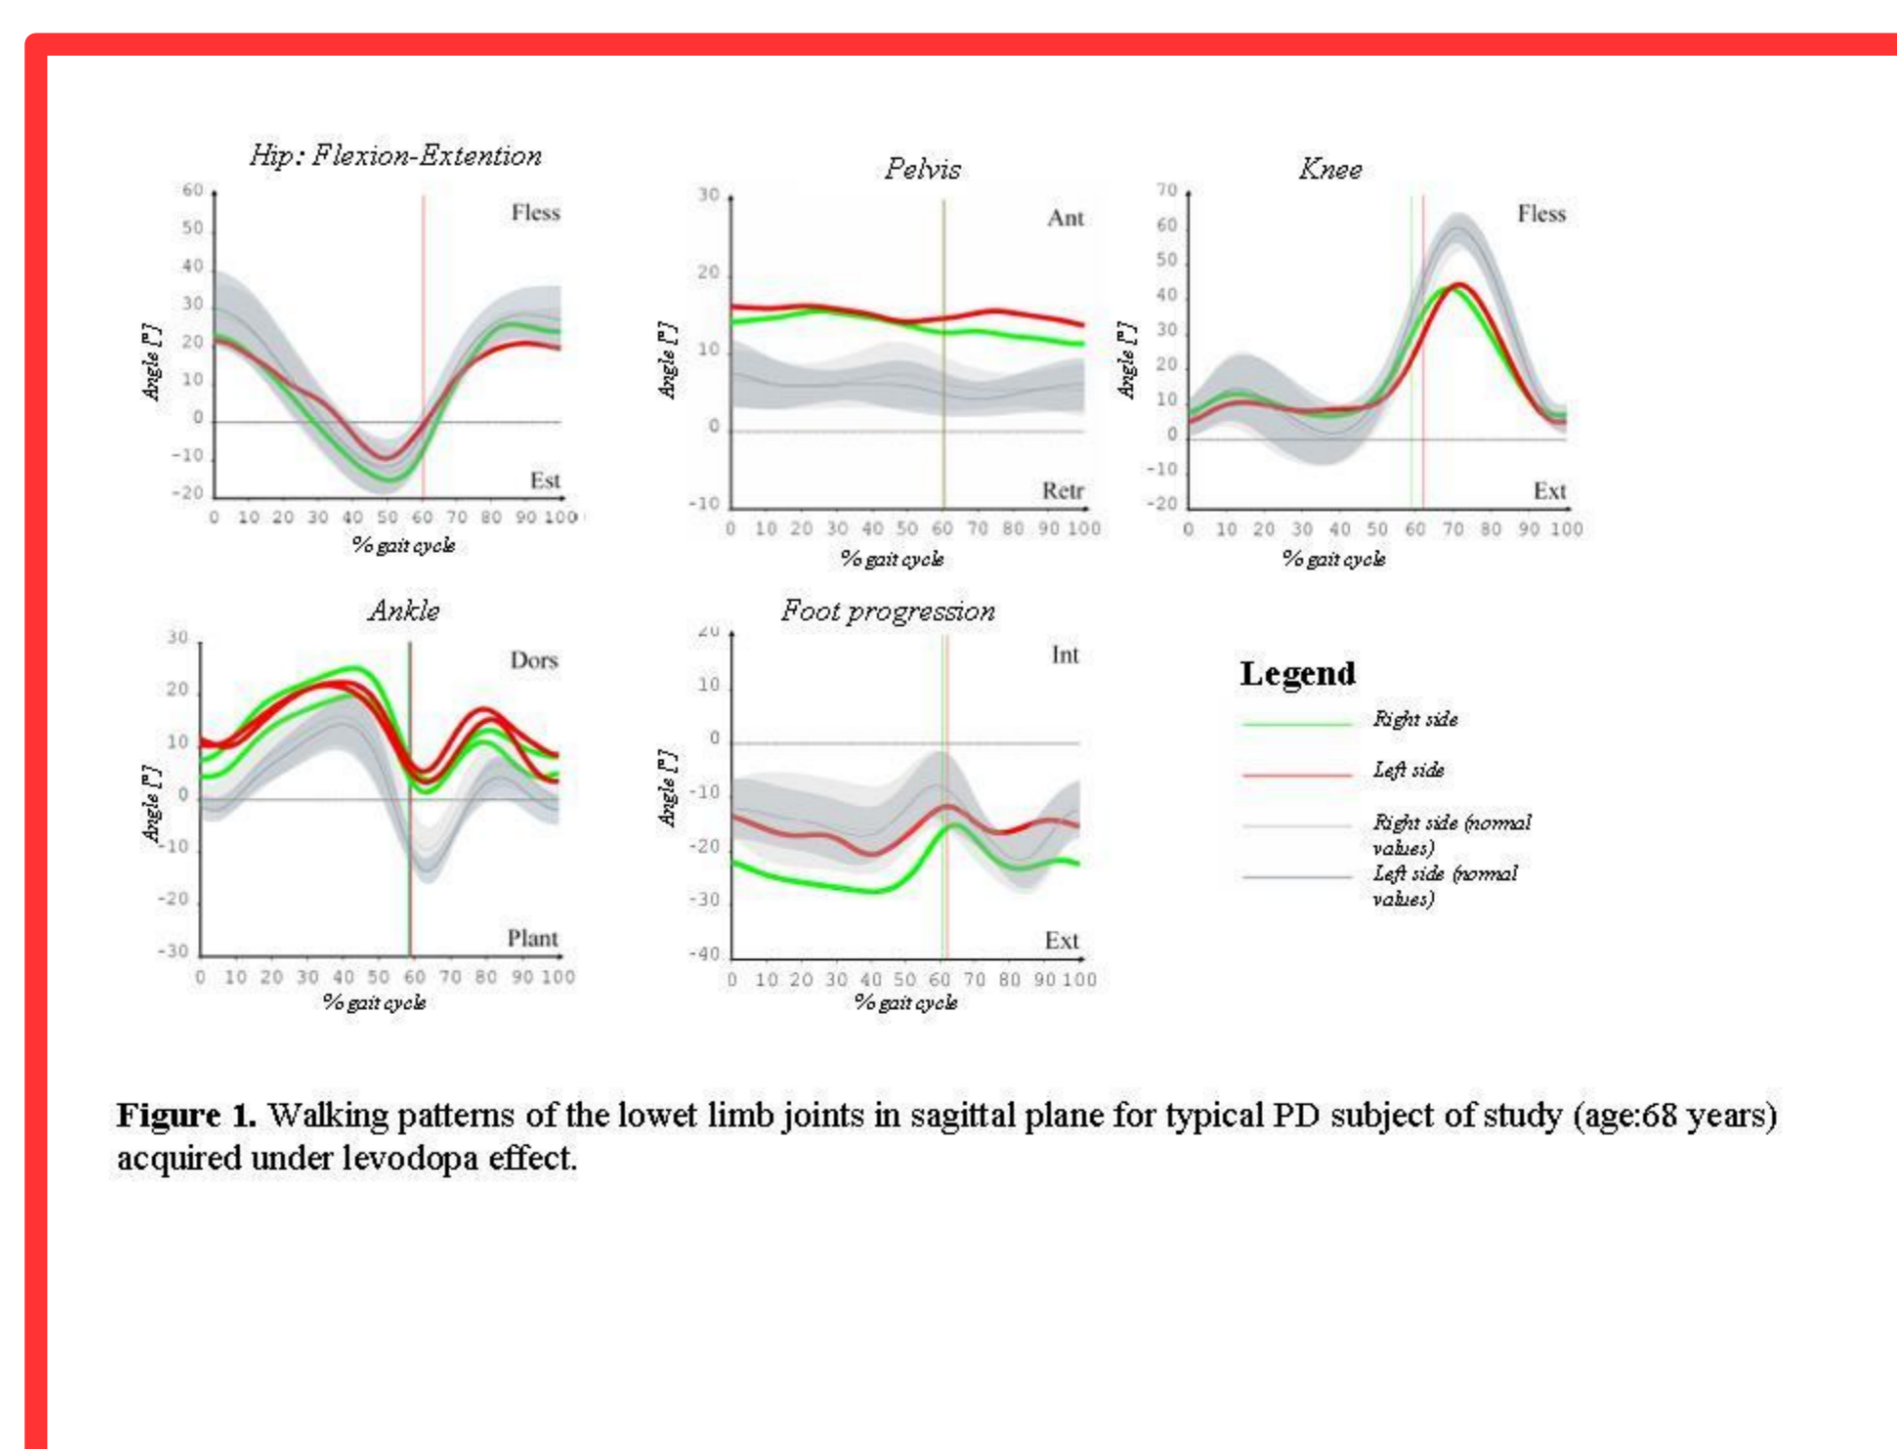 Hip: Flexion-Extention
60
50
40
30
20
10
0
-10
-20
Fless
Est
Angle [°]
0 10 20 30 40 50 60 70 80 90 100
% gait cycle
Pelvis
30
20
10
0
-10
Ant
Retr
Angle [°]
0 10 20 30 40 50 60 70 80 90 100
% gait cycle
Knee
70
60
50
40
30
20
10
0
-10
-20
Fless
Ext
Angle [°]
0 10 20 30 40 50 60 70 80 90 100
% gait cycle
Ankle
30
20
10
0
-10
-20
-30
Dors
Plant
Angle [°]
0 10 20 30 40 50 60 70 80 90 100
% gait cycle
Foot progression
20
10
0
-10
-20
-30
-40
Int
Ext
Angle [°]
0 10 20 30 40 50 60 70 80 90 100
% gait cycle
Legend
Right side
Left side
Right side (normal
values)
Left side (normal
values)
Figure 1. Walking patterns of the lowet limb joints in sagittal plane for typical PD subject of study (age:68 years)
acquired under levodopa effect.